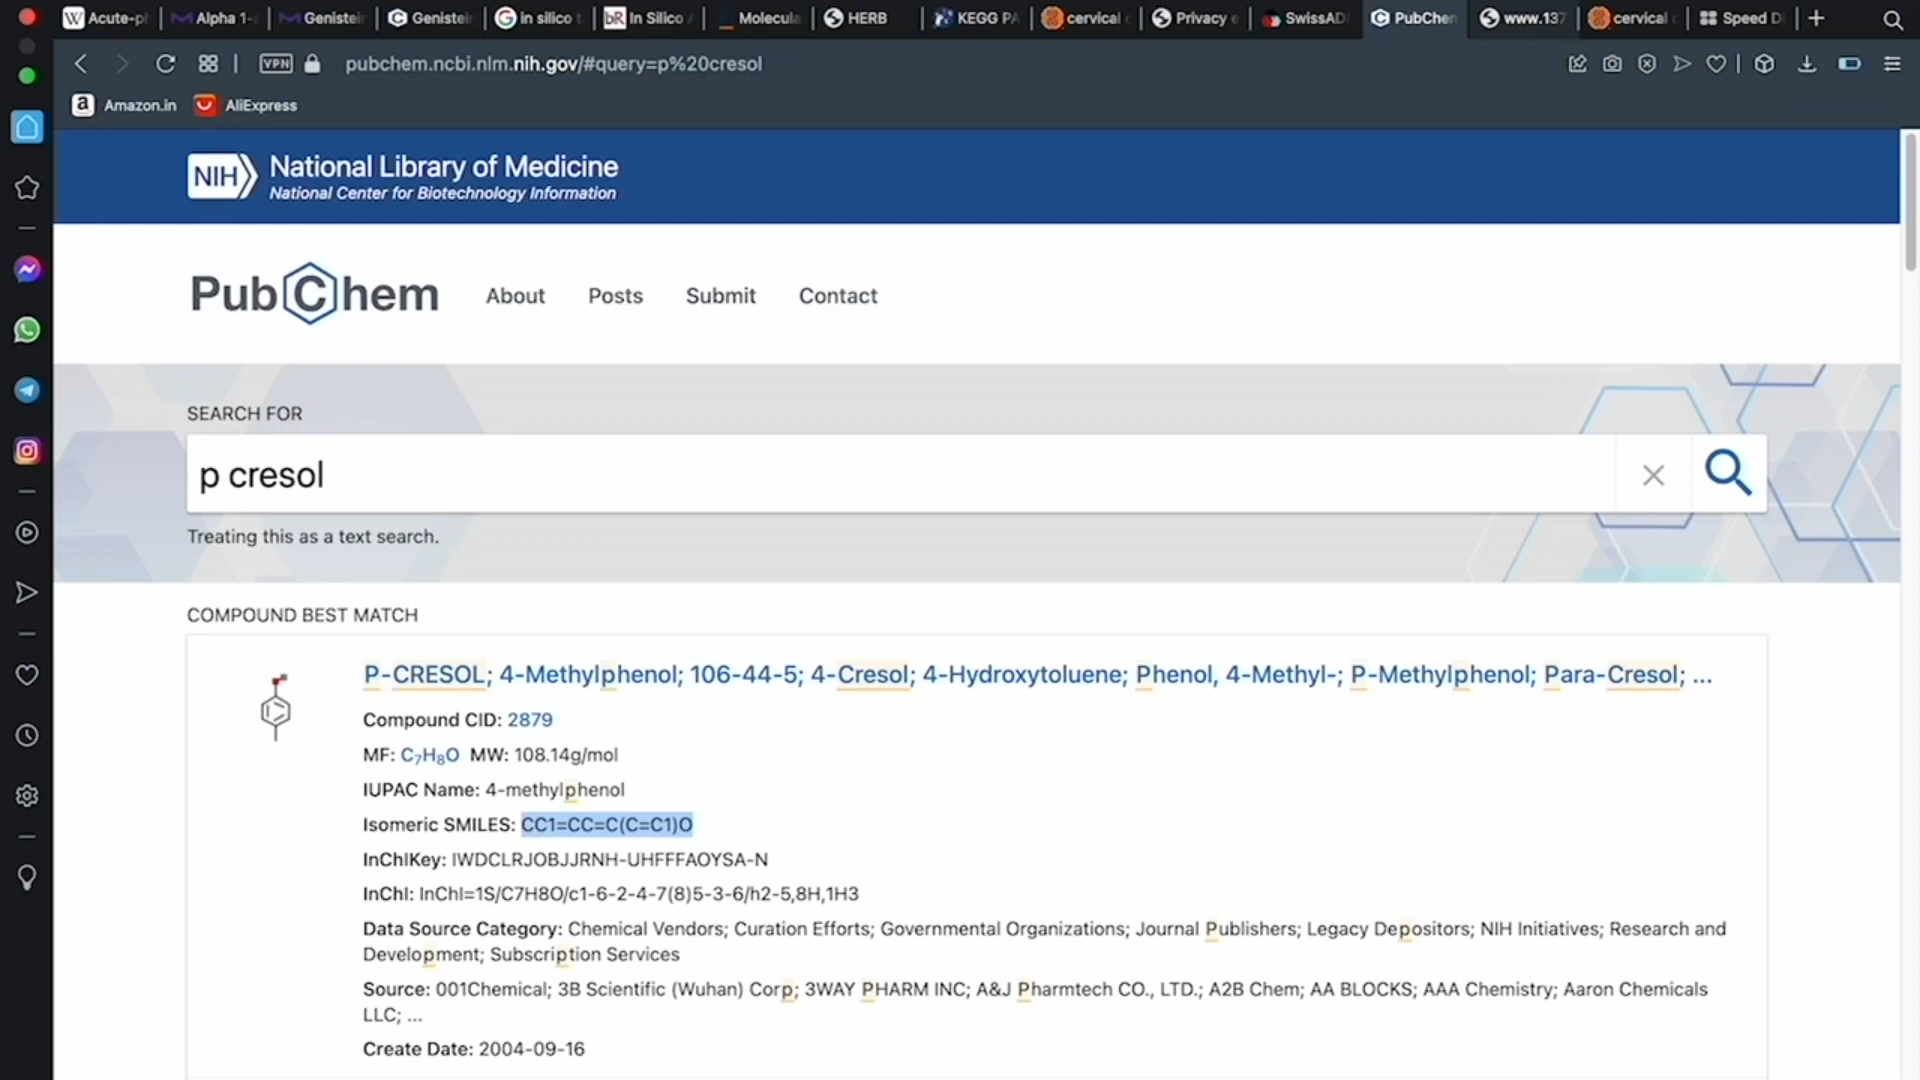 Acute-p Alpha 1- Genistei Genistei in silico t In Silico / Molecula HERB KEGG PA cervical Privacy SwissAD PubChem www.137 cervical Speed D
VPN pubchem.ncbi.nlm.nih.gov/#query=p%20cresol
Amazon.in AliExpress
NIH National Library of Medicine
National Center for Biotechnology Information
PubChem About Posts Submit Contact
SEARCH FOR
p cresol
Treating this as a text search.
COMPOUND BEST MATCH
P-CRESOL; 4-Methylphenol; 106-44-5; 4-Cresol; 4-Hydroxytoluene; Phenol, 4-Methyl-; P-Methylphenol; Para-Cresol; ...
Compound CID: 2879
MF: C₇H₈O MW: 108.14g/mol
IUPAC Name: 4-methylphenol
Isomeric SMILES: CC1=CC=C(C=C1)O
InChIKey: IWDCLRJOBJJRNH-UHFFFAOYSA-N
InChI: InChI=1S/C7H8O/c1-6-2-4-7(8)5-3-6/h2-5,8H,1H3
Data Source Category: Chemical Vendors; Curation Efforts; Governmental Organizations; Journal Publishers; Legacy Depositors; NIH Initiatives; Research and
Development; Subscription Services
Source: 001Chemical; 3B Scientific (Wuhan) Corp; 3WAY PHARM INC; A&J Pharmtech CO., LTD.; A2B Chem; AA BLOCKS; AAA Chemistry; Aaron Chemicals
LLC; ...
Create Date: 2004-09-16